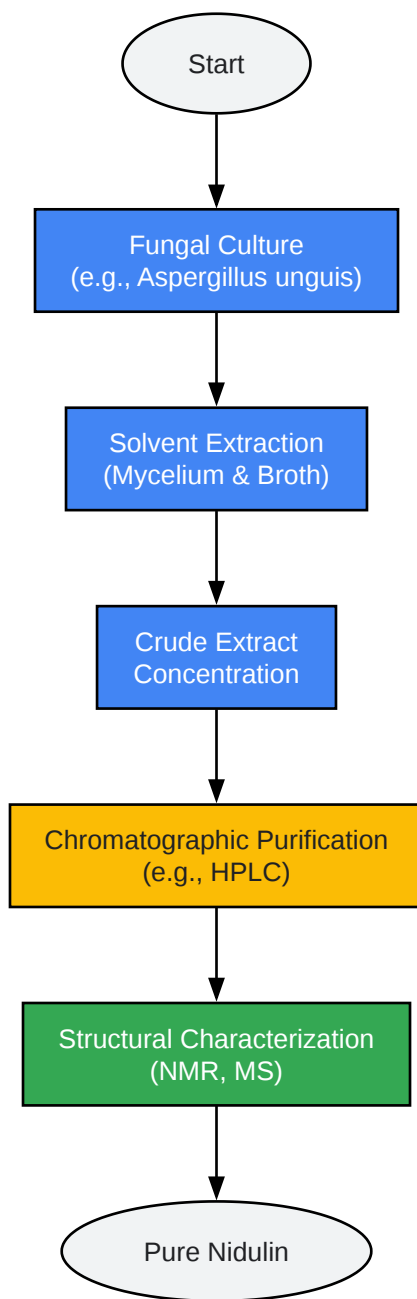 Start
Fungal Culture
(e.g., Aspergillus unguis)
Solvent Extraction
(Mycelium & Broth)
Crude Extract
Concentration
Chromatographic Purification
(e.g., HPLC)
Structural Characterization
(NMR, MS)
Pure Nidulin